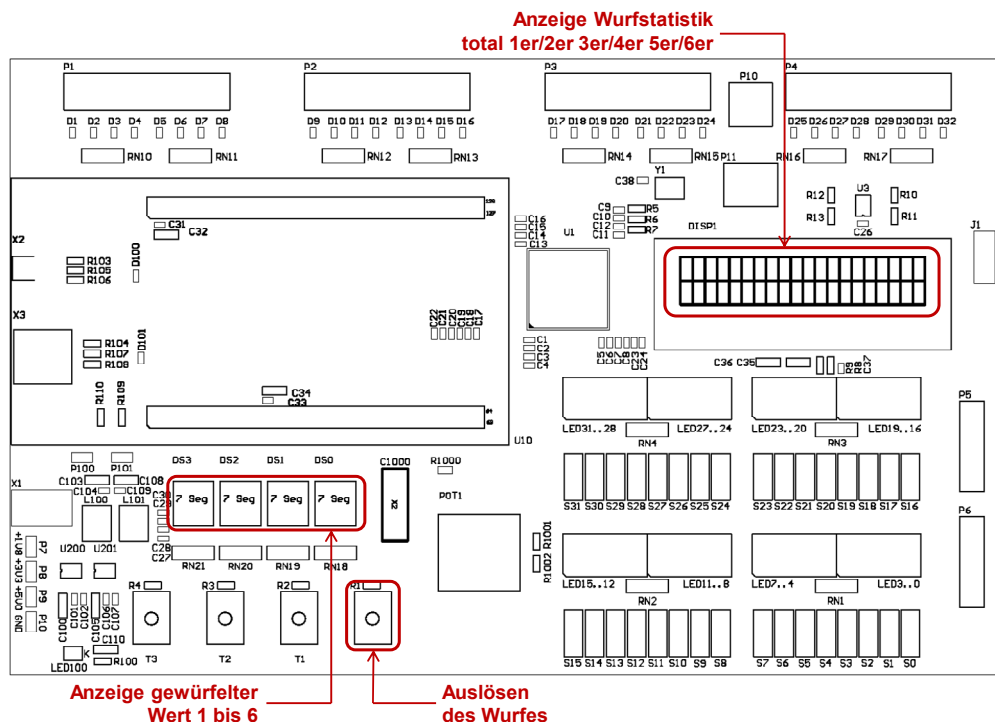 Anzeige Wurfstatistik
total 1er/2er 3er/4er 5er/6er
P1 P2 P3 P10 P4
D1 D2 D3 D4 D5 D6 D7 D8 D9 D10 D11 D12 D13 D14 D15 D16 D17 D18 D19 D20 D21 D22 D23 D24 D25 D26 D27 D28 D29 D30 D31 D32
RN10 RN11 RN12 RN13 RN14 RN15 P11 RN16 RN17
C38 Y1 R12 U3 R10
C31 C32
C9 R5
C10 R6
C12 R7
C11
R13 C26 R11
C16
C15
C14
C13
U1 DISP1 J1
X2 D100
R103
R105
R106
X3
R104
R107
R108
D101
R110 R109
C22 C21 C20 C19 C18 C17
C1
C2
C3
C4
C5 C6 C7 C8 C23 C24
C36 C35 R9 R8 C37
C34
C33
U10
LED31..28 RN4 LED27..24 LED23..20 RN3 LED19..16
P5
DS3 DS2 DS1 DS0 C1000 R1000
P100 P101
C103 C108
C104 C109
X1 L100 L101
C30
C29
7 Seg 7 Seg 7 Seg 7 Seg
X2
POT1
S31 S30 S29 S28 S27 S26 S25 S24 S23 S22 S21 S20 S19 S18 S17 S16
P6
C28
C27
+1V8 P7
+3V3 P8
+5V0 P9
GND P10
U200 U201
RN21 RN20 RN19 RN18
R1001
R1002
LED15..12 RN2 LED11..8 LED7..4 RN1 LED3..0
R4 R3 R2 R1
C100 C101 C102 C105 C106 C107
C110
K
R100
LED100
T3 T2 T1
S15 S14 S13 S12 S11 S10 S9 S8 S7 S6 S5 S4 S3 S2 S1 S0
Anzeige gewürfelter
Wert 1 bis 6
Auslösen
des Wurfes